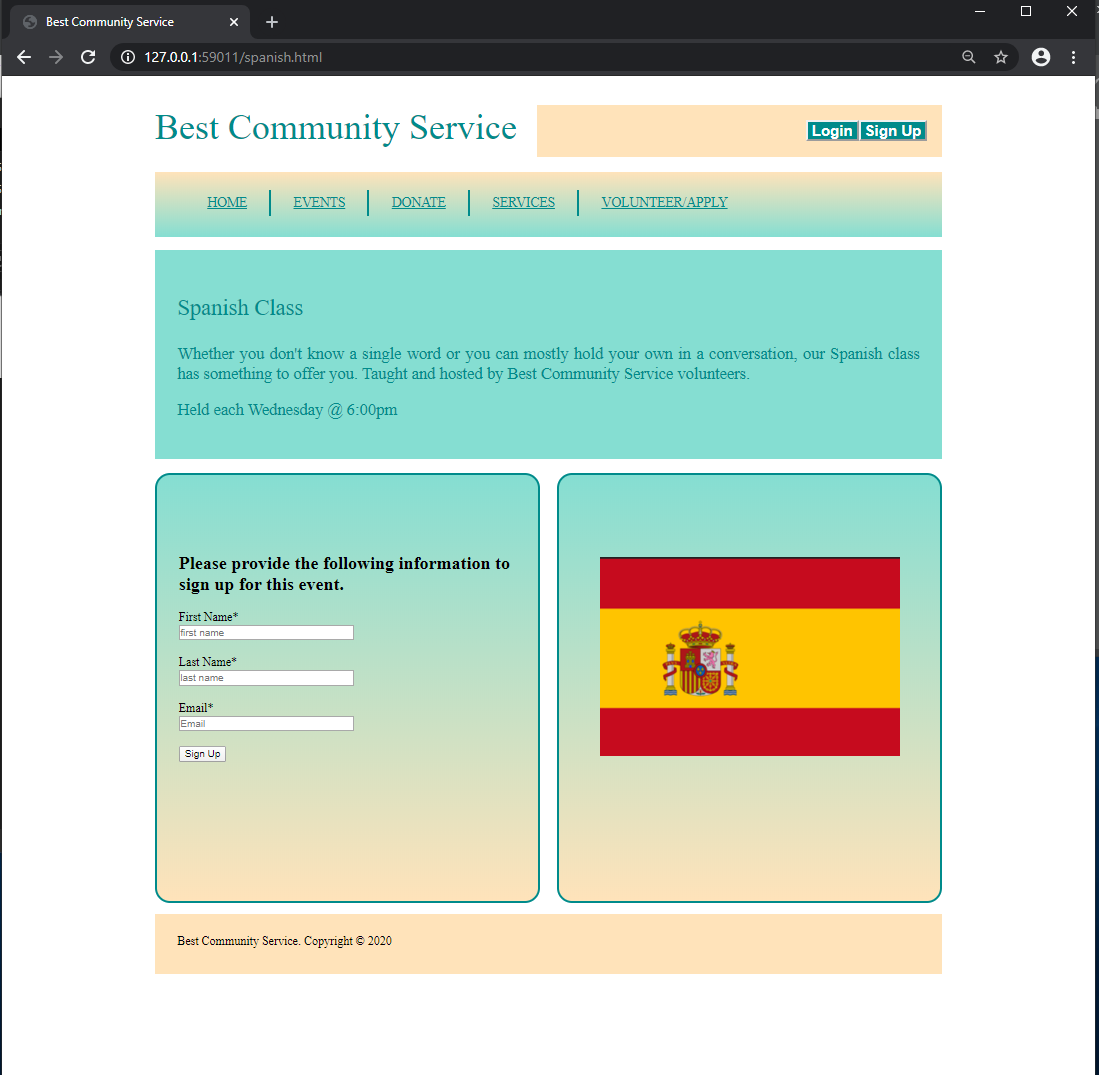 Best Community Service
127.0.0.1:59011/spanish.html
Best Community Service
Login Sign Up
HOME EVENTS DONATE SERVICES VOLUNTEER/APPLY
Spanish Class
Whether you don't know a single word or you can mostly hold your own in a conversation, our Spanish class
has something to offer you. Taught and hosted by Best Community Service volunteers.
Held each Wednesday @ 6:00pm
Please provide the following information to
sign up for this event.
First Name*
first name
Last Name*
last name
Email*
Email
Sign Up
Best Community Service. Copyright © 2020